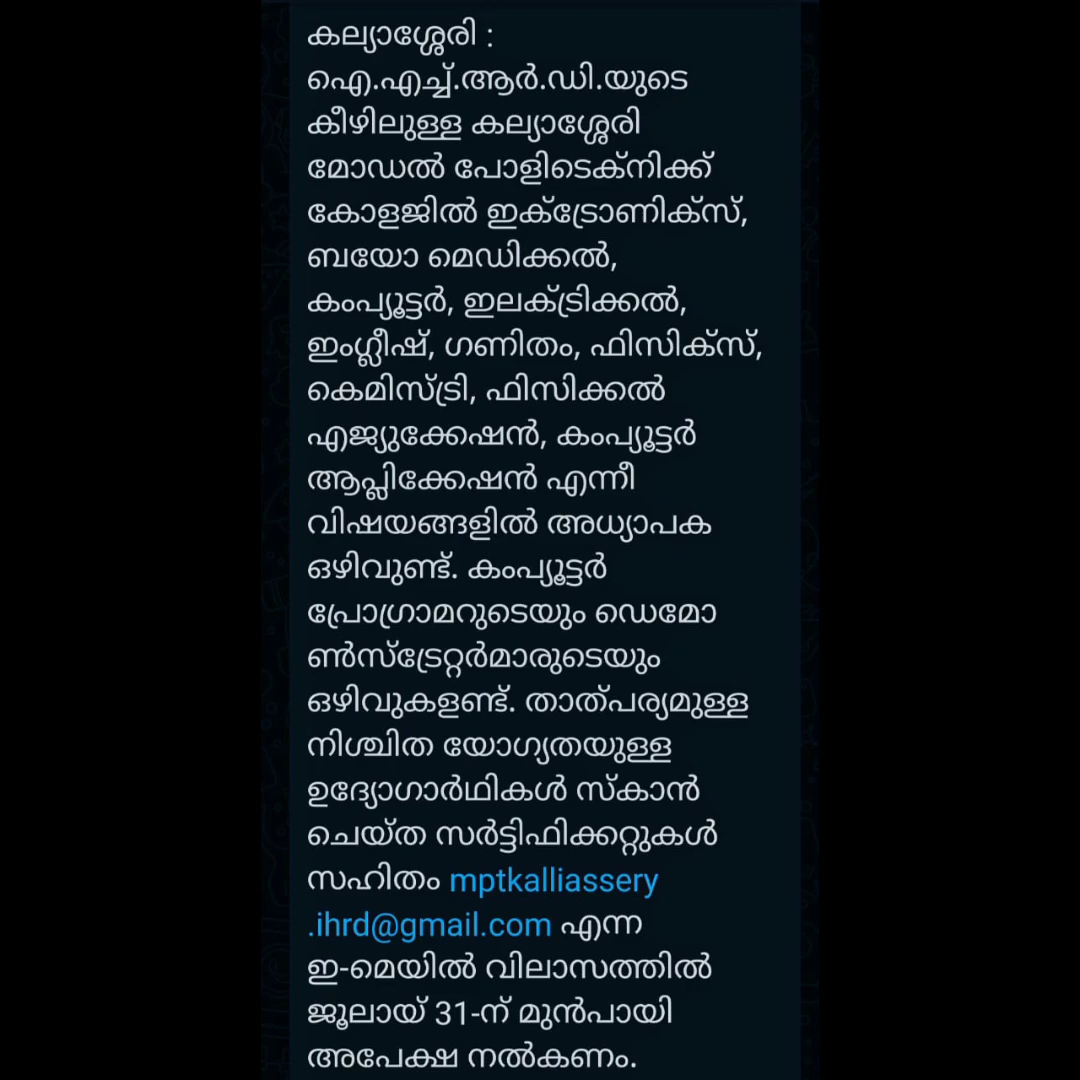 കല്യാശ്ശേരി :
ഐ.എച്ച്.ആർ.ഡി.യുടെ
കീഴിലുള്ള കല്യാശ്ശേരി
മോഡൽ പോളിടെക്നിക്ക്
കോളജിൽ ഇക്ട്രോണിക്സ്,
ബയോ മെഡിക്കൽ,
കംപ്യൂട്ടർ, ഇലക്ട്രിക്കൽ,
ഇംഗ്ലീഷ്, ഗണിതം, ഫിസിക്സ്,
കെമിസ്ട്രി, ഫിസിക്കൽ
എജ്യുക്കേഷൻ, കംപ്യൂട്ടർ
ആപ്ലിക്കേഷൻ എന്നീ
വിഷയങ്ങളിൽ അധ്യാപക
ഒഴിവുണ്ട്. കംപ്യൂട്ടർ
പ്രോഗ്രാമറുടെയും ഡെമോ
ൺസ്ട്രേറ്റർമാരുടെയും
ഒഴിവുകളണ്ട്. താത്പര്യമുള്ള
നിശ്ചിത യോഗ്യതയുള്ള
ഉദ്യോഗാർഥികൾ സ്കാൻ
ചെയ്ത സർട്ടിഫിക്കറ്റുകൾ
സഹിതം mptkalliassery
.ihrd@gmail.com എന്ന
ഇ-മെയിൽ വിലാസത്തിൽ
ജൂലായ് 31-ന് മുൻപായി
അപേക്ഷ നൽകണം.